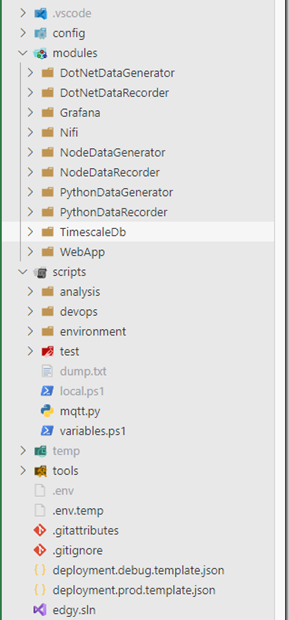 .vscode
config
modules
DotNetDataGenerator
DotNetDataRecorder
Grafana
Nifi
NodeDataGenerator
NodeDataRecorder
PythonDataGenerator
PythonDataRecorder
TimescaleDb
WebApp
scripts
analysis
devops
environment
test
dump.txt
local.ps1
mqtt.py
variables.ps1
temp
tools
.env
.env.temp
.gitattributes
.gitignore
deployment.debug.template.json
deployment.prod.template.json
edgy.sln